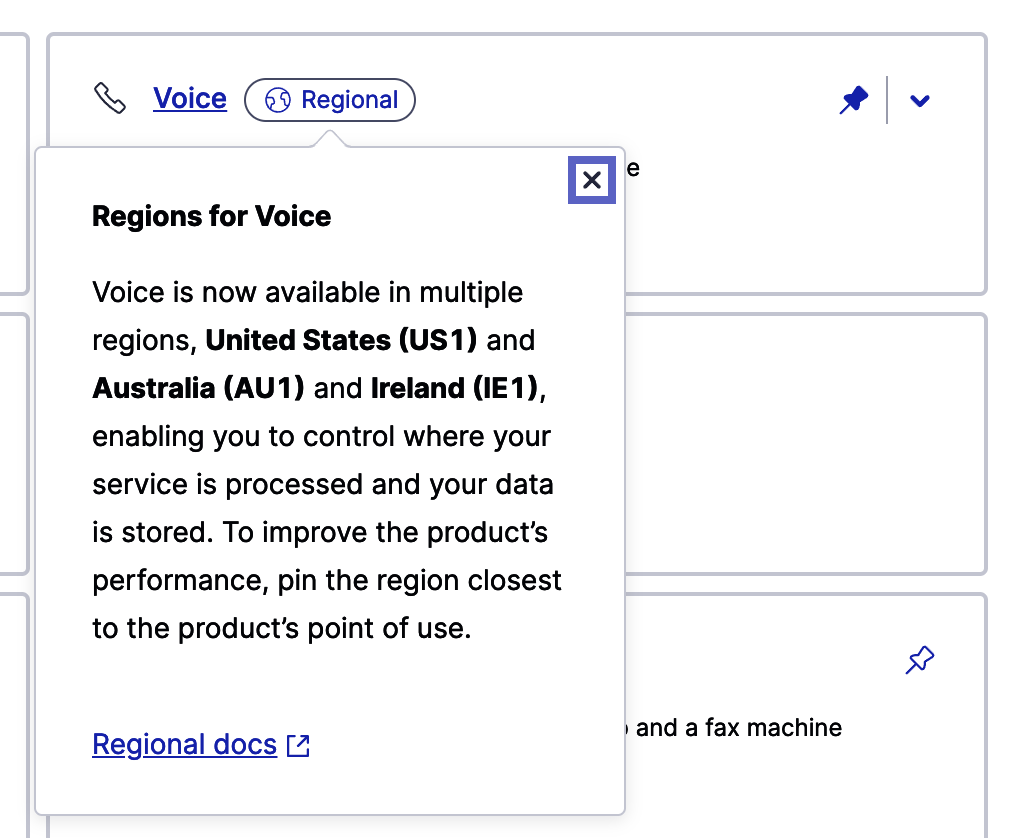 Voice Regional
e
Regions for Voice
Voice is now available in multiple
regions, United States (US1) and
Australia (AU1) and Ireland (IE1),
enabling you to control where your
service is processed and your data
is stored. To improve the product’s
performance, pin the region closest
to the product’s point of use.
and a fax machine
Regional docs